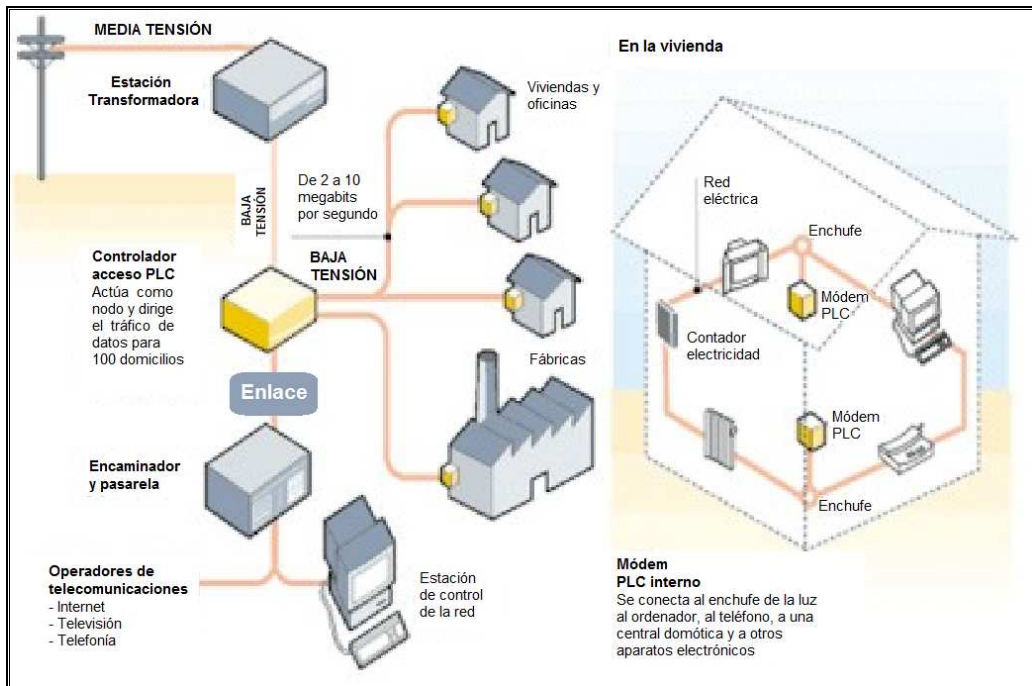 MEDIA TENSIÓN
Estación
Transformadora
BAJA
TENSIÓN
De 2 a 10
megabits
por segundo
Viviendas y
oficinas
Controlador
acceso PLC
Actúa como
nodo y dirige
el tráfico de
datos para
100 domicilios
BAJA
TENSIÓN
Fábricas
Enlace
Encaminador
y pasarela
Operadores de
telecomunicaciones
- Internet
- Televisión
- Telefonía
Estación
de control
de la red
En la vivienda
Red
eléctrica
Enchufe
Módem
PLC
Contador
electricidad
Módem
PLC
Enchufe
Módem
PLC interno
Se conecta al enchufe de la luz
al ordenador, al teléfono, a una
central domótica y a otros
aparatos electrónicos